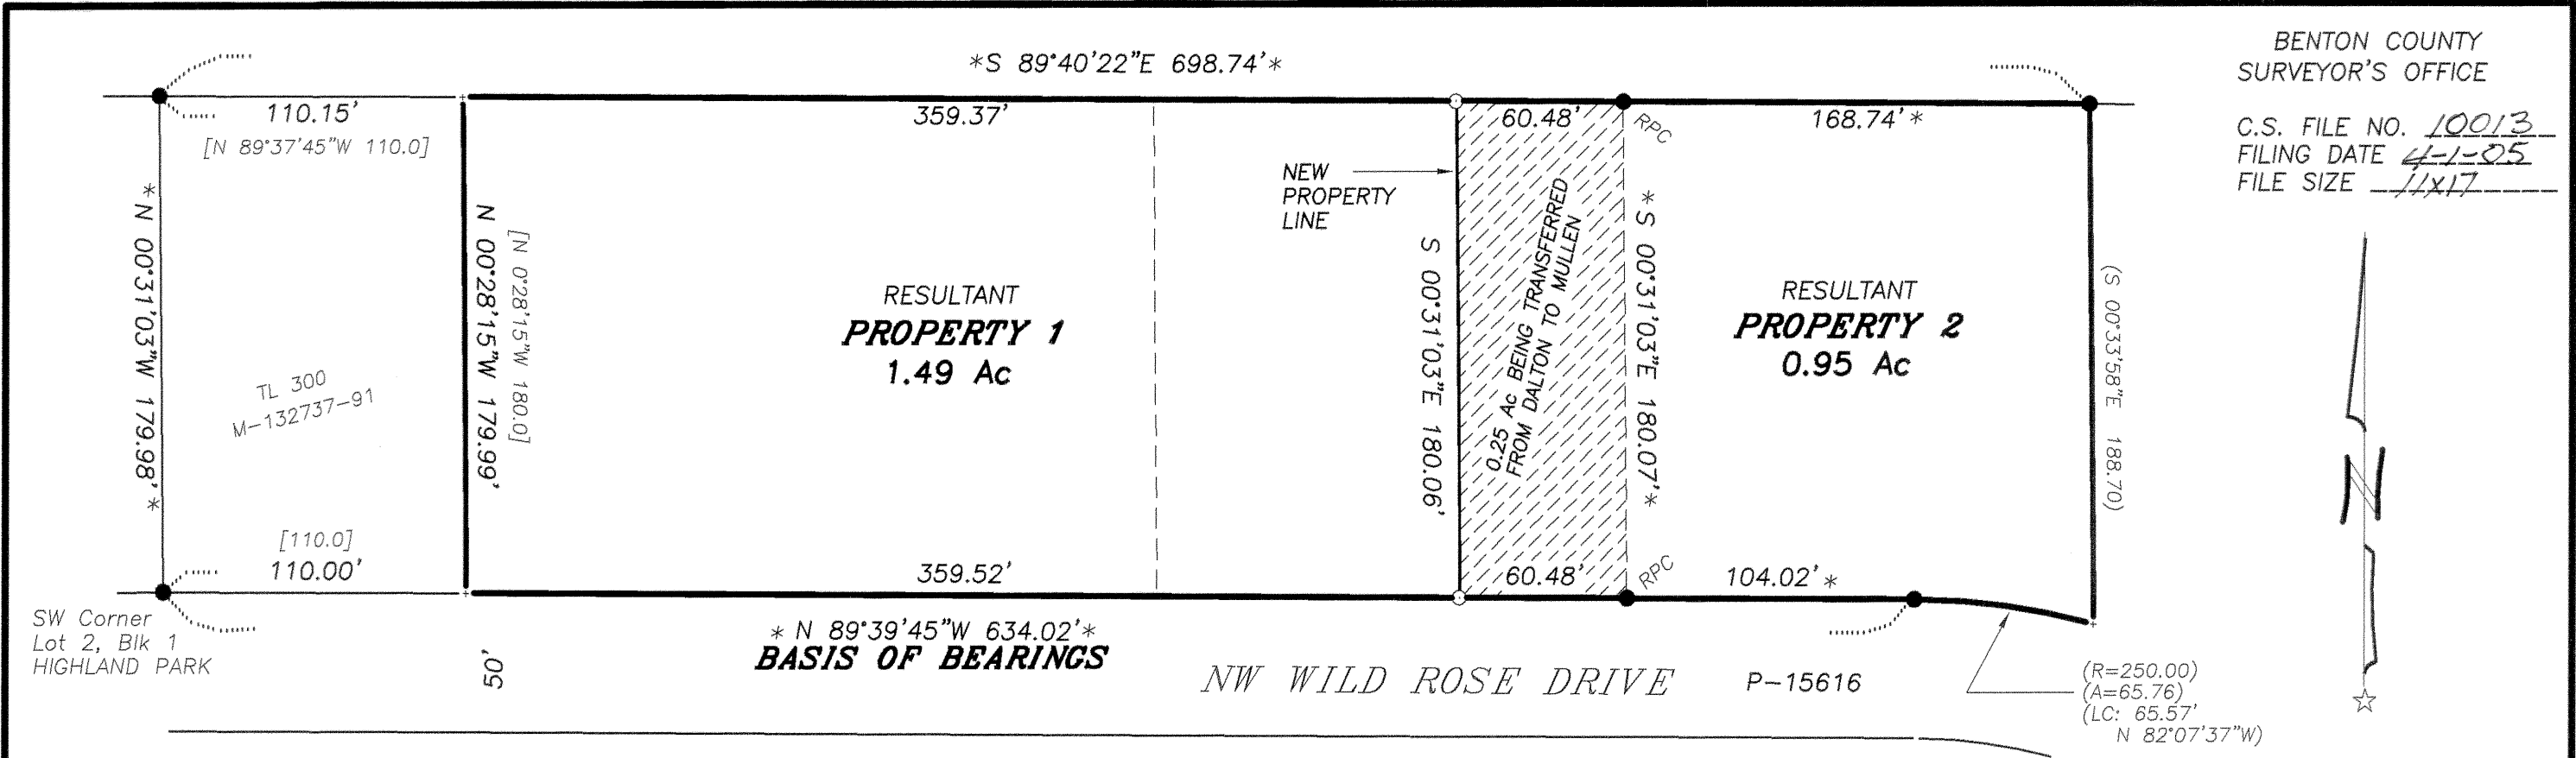 *S 89°40'22"E 698.74'*
BENTON COUNTY
SURVEYOR'S OFFICE
C.S. FILE NO. 10013
FILING DATE 4-1-05
FILE SIZE 11x17
110.15'
[N 89°37'45"W 110.0]
359.37'
60.48'
RPC
168.74'*
*N 00°31'03"W 179.98'*
N 00°28'15"W 179.99'
[N 0°28'15"W 180.0]
NEW
PROPERTY
LINE
S 00°31'03"E 180.06'
0.25 Ac BEING TRANSFERRED
FROM DALTON TO MULLEN
*S 00°31'03"E 180.07'*
(S 00°33'58"E 188.70)
RESULTANT
PROPERTY 1
1.49 Ac
RESULTANT
PROPERTY 2
0.95 Ac
TL 300
M-132737-91
N
[110.0]
110.00'
359.52'
60.48'
RPC
104.02'*
SW Corner
Lot 2, Blk 1
HIGHLAND PARK
50'
* N 89°39'45"W 634.02'*
BASIS OF BEARINGS
NW WILD ROSE DRIVE
P-15616
(R=250.00)
(A=65.76)
(LC: 65.57'
N 82°07'37"W)